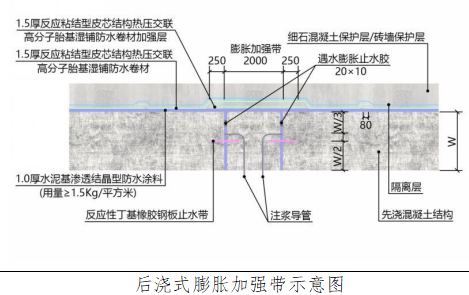 1.5厚反应粘结型皮芯结构热压交联
高分子胎基湿铺防水卷材加强层
1.5厚反应粘结型皮芯结构热压交联
高分子胎基湿铺防水卷材
膨胀加强带
250 2000 250
细石混凝土保护层/砖墙保护层
遇水膨胀止水胶
20×10
W/3
W/2
80
W
1.0厚水泥基渗透结晶型防水涂料
(用量≥1.5Kg/平方米)
反应性丁基橡胶钢板止水带
注浆导管
隔离层
先浇混凝土结构
后浇式膨胀加强带示意图